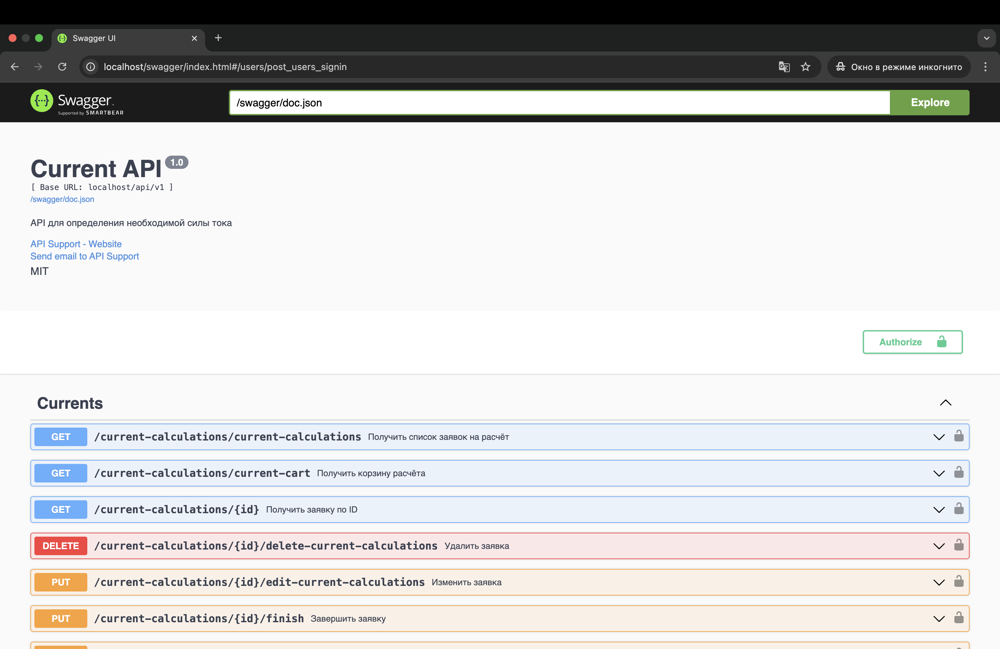 Swagger UI
localhost/swagger/index.html#/users/post_users_signin
Окно в режиме инкогнито
Swagger
Supported by SMARTBEAR
/swagger/doc.json
Explore
Current API 1.0
[ Base URL: localhost/api/v1 ]
/swagger/doc.json
API для определения необходимой силы тока
API Support - Website
Send email to API Support
MIT
Authorize
Currents
GET /current-calculations/current-calculations Получить список заявок на расчёт
GET /current-calculations/current-cart Получить корзину расчёта
GET /current-calculations/{id} Получить заявку по ID
DELETE /current-calculations/{id}/delete-current-calculations Удалить заявка
PUT /current-calculations/{id}/edit-current-calculations Изменить заявка
PUT /current-calculations/{id}/finish Завершить заявку